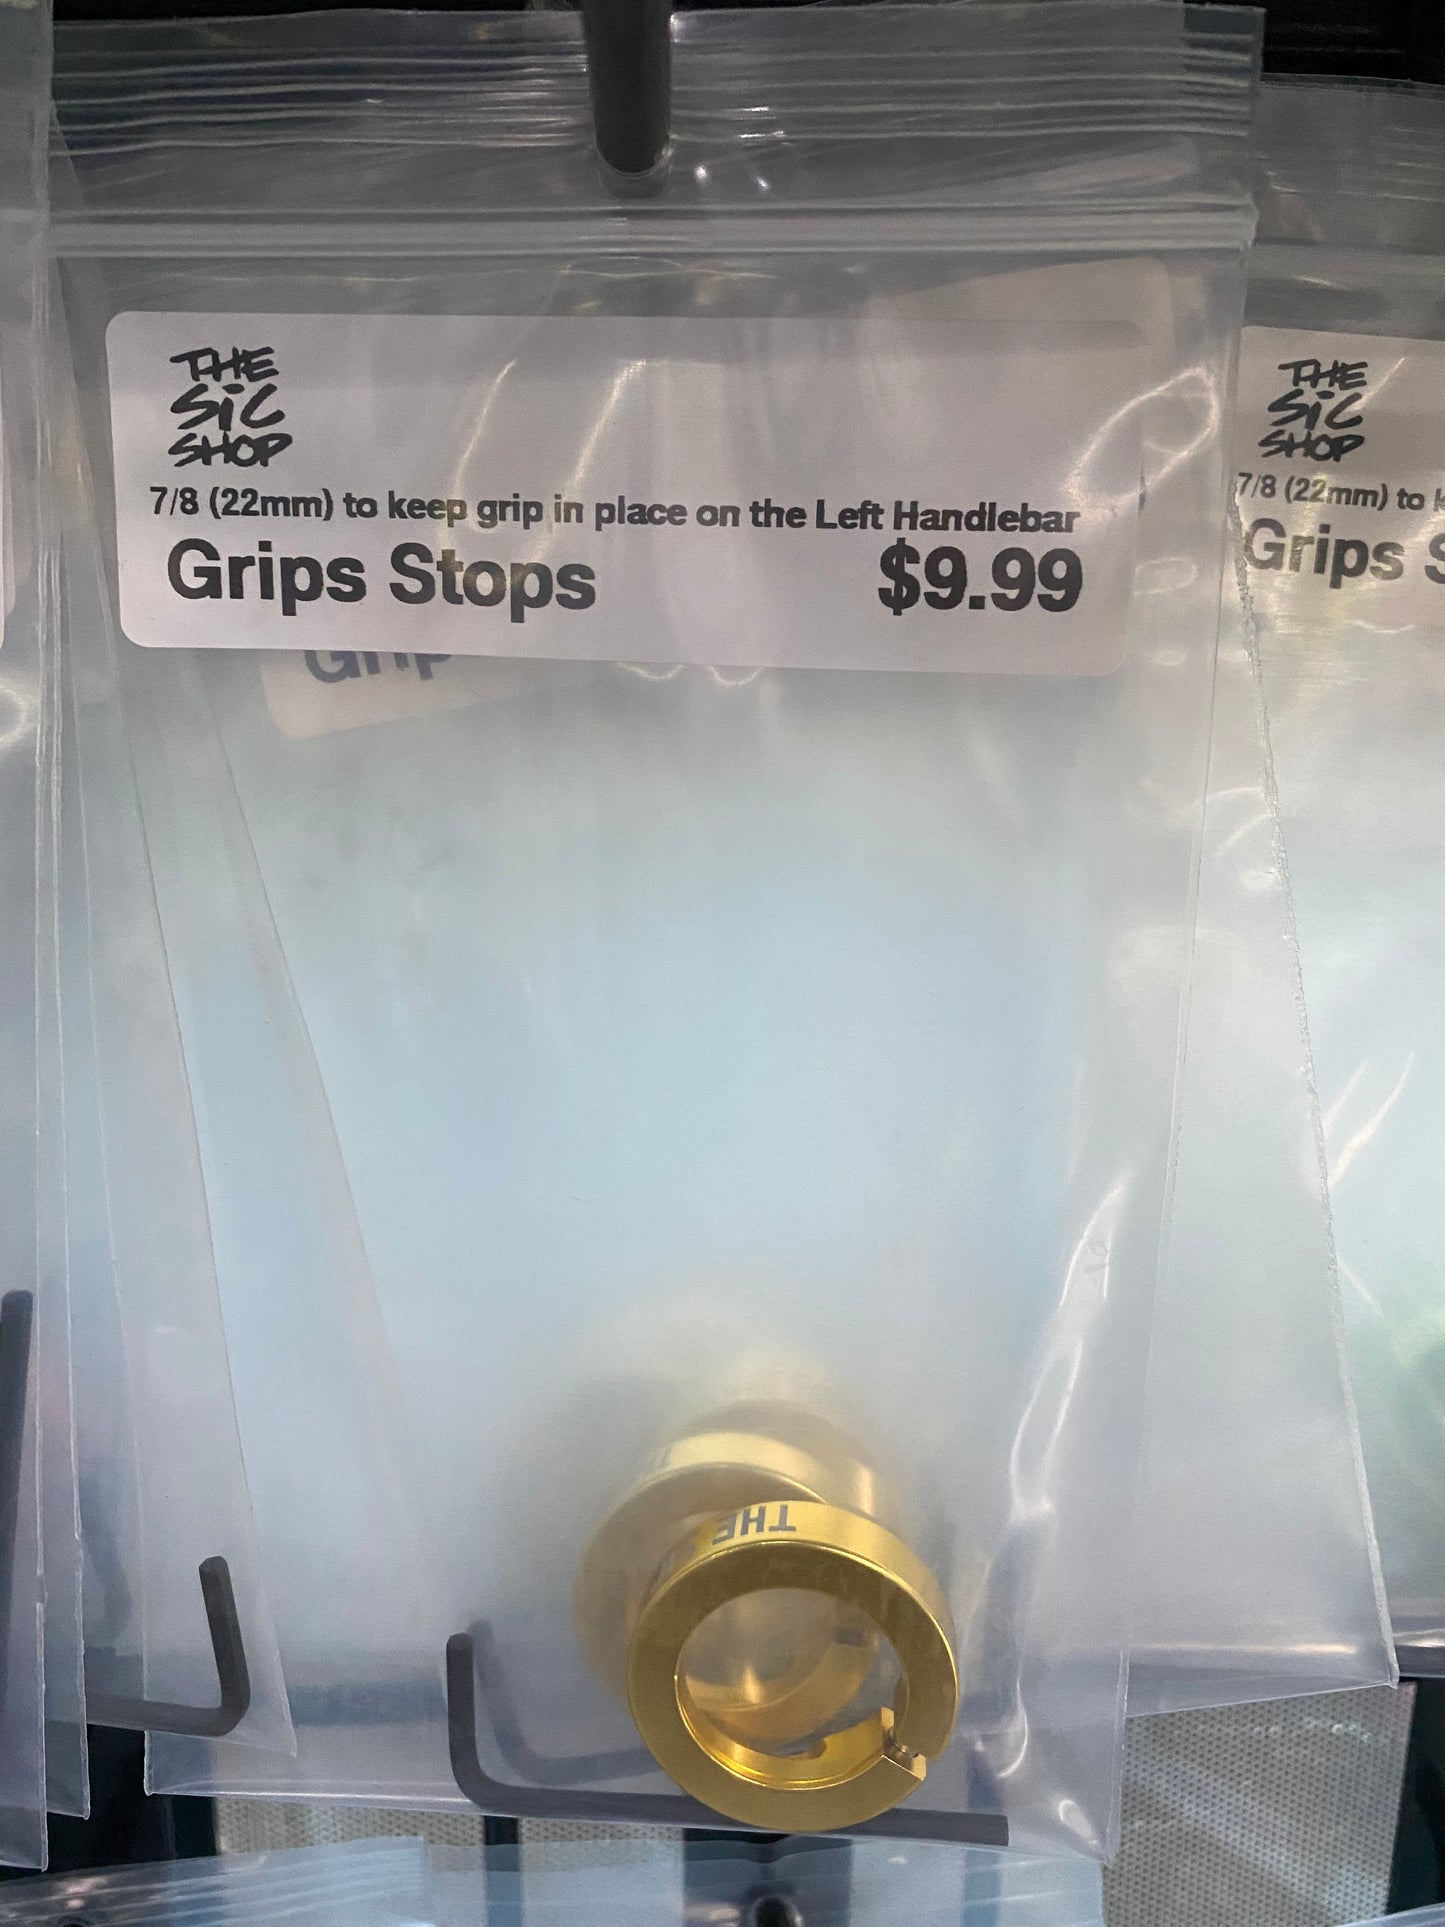 THE
SiC
SHOP
7/8 (22mm) to keep grip in place on the Left Handlebar
Grips Stops $9.99
Grip
THE
THE
SiC
SHOP
7/8 (22mm) to
Grips S